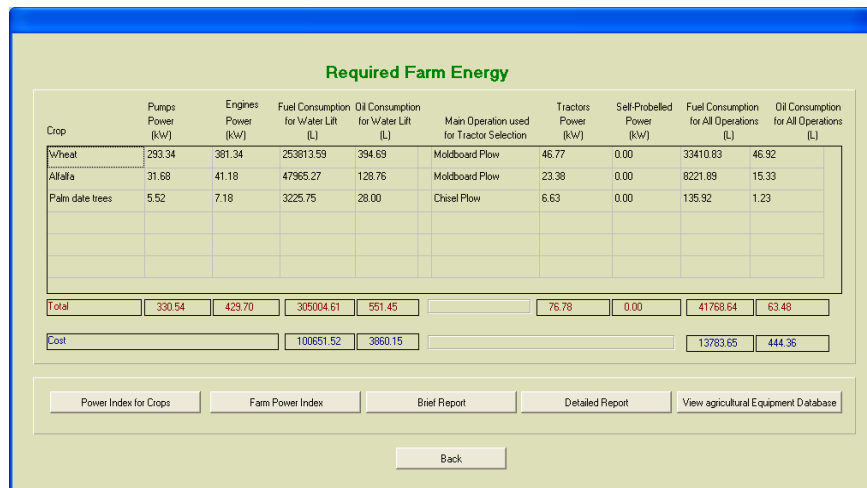 Required Farm Energy
Crop Pumps Power (kW) Engines Power (kW) Fuel Consumption for Water Lift (L) Oil Consumption for Water Lift (L) Main Operation used for Tractor Selection Tractors Power (kW) Self-Probelled Power (kW) Fuel Consumption for All Operations (L) Oil Consumption for All Operations (L)
Wheat 293.34 381.34 253813.59 394.69 Moldboard Plow 46.77 0.00 33410.83 46.92
Alfalfa 31.68 41.18 47965.27 128.76 Moldboard Plow 23.38 0.00 8221.89 15.33
Palm date trees 5.52 7.18 3225.75 28.00 Chisel Plow 6.63 0.00 135.92 1.23
Total 330.54 429.70 305004.61 551.45 76.78 0.00 41768.64 63.48
Cost 100651.52 3860.15 13783.65 444.36
Power Index for Crops Farm Power Index Brief Report Detailed Report View agricultural Equipment Database
Back